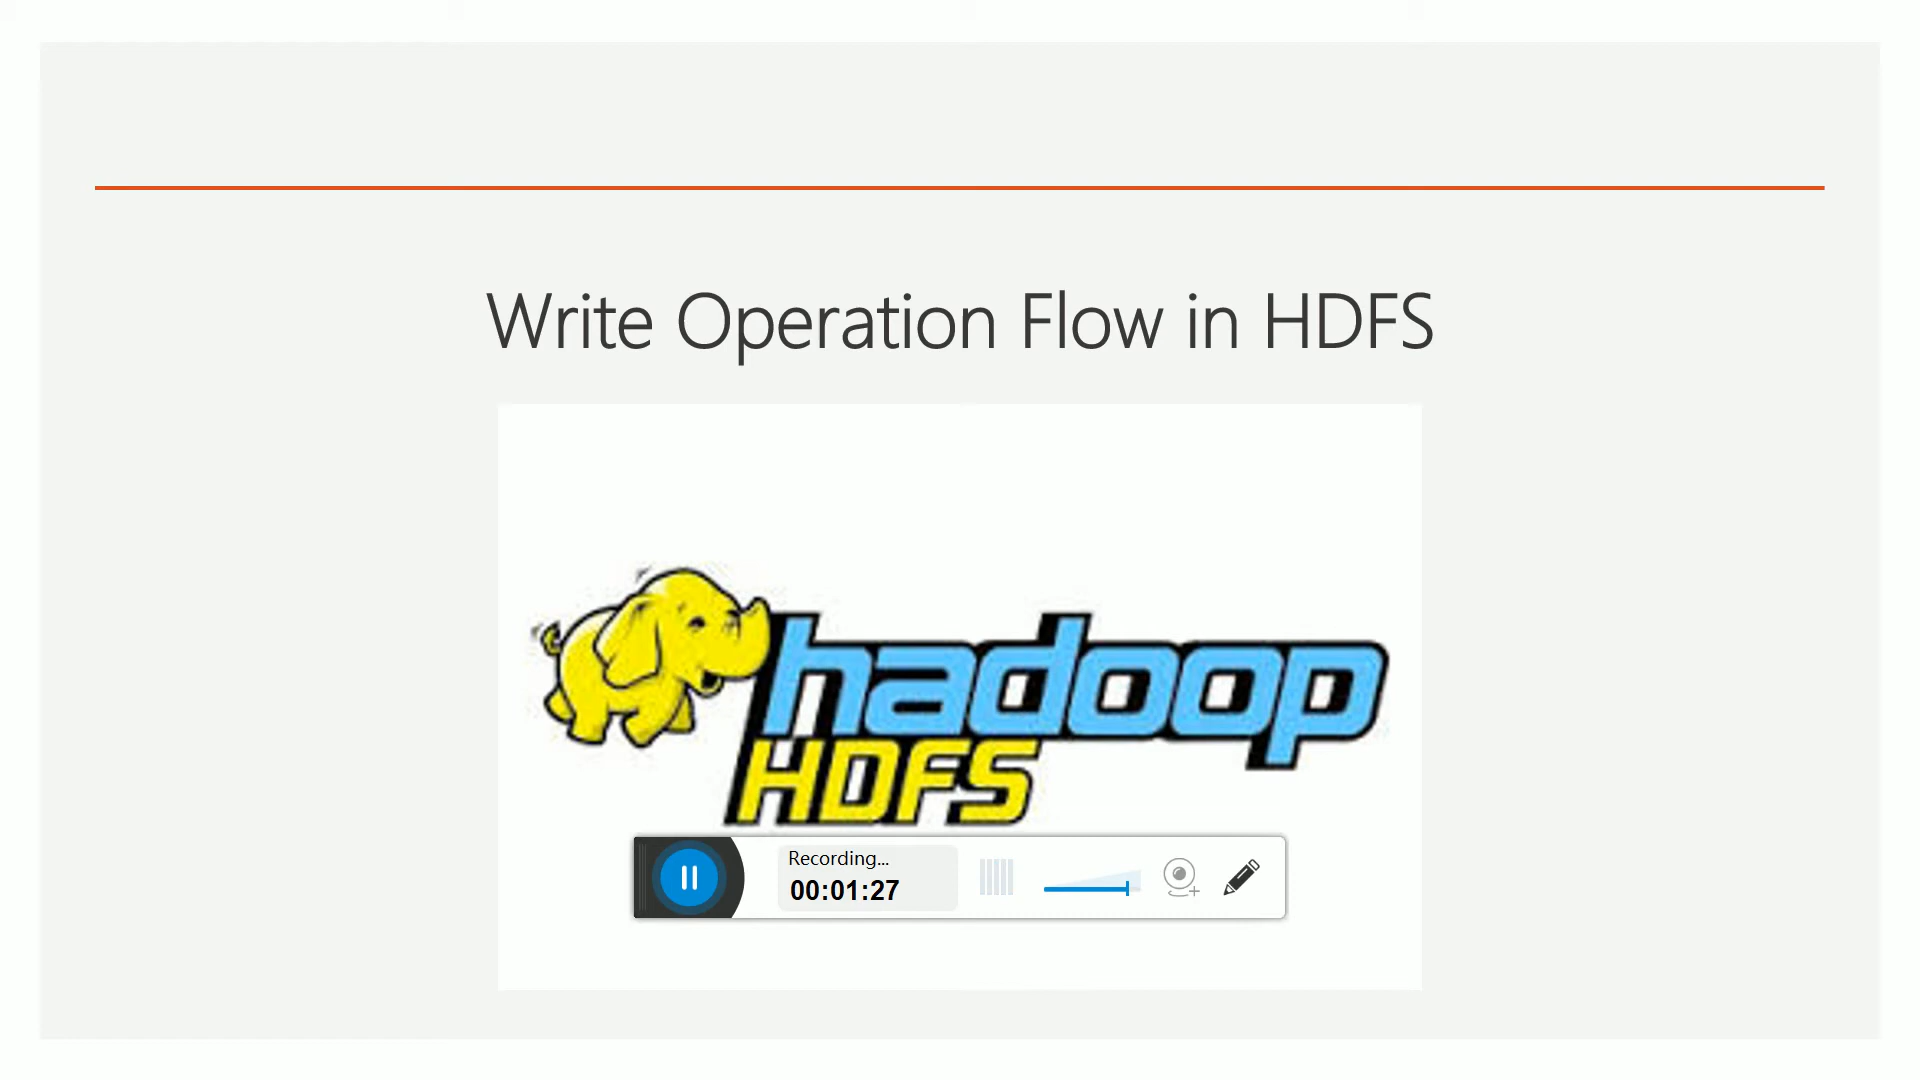 Write Operation Flow in HDFS
hadoop
HDFS
Recording...
00:01:27